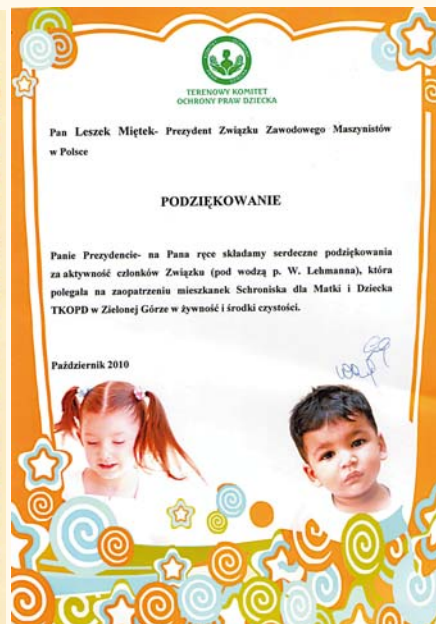 TERENOWY KOMITET
OCHRONY PRAW DZIECKA
Pan Leszek Miętek- Prezydent Związku Zawodowego Maszynistów
w Polsce
PODZIĘKOWANIE
Panie Prezydencie- na Pana ręce składamy serdeczne podziękowania
za aktywność członków Związku (pod wodzą p. W. Lehmanna), która
polegała na zaopatrzeniu mieszkanek Schroniska dla Matki i Dziecka
TKOPD w Zielonej Górze w żywność i środki czystości.
Październik 2010